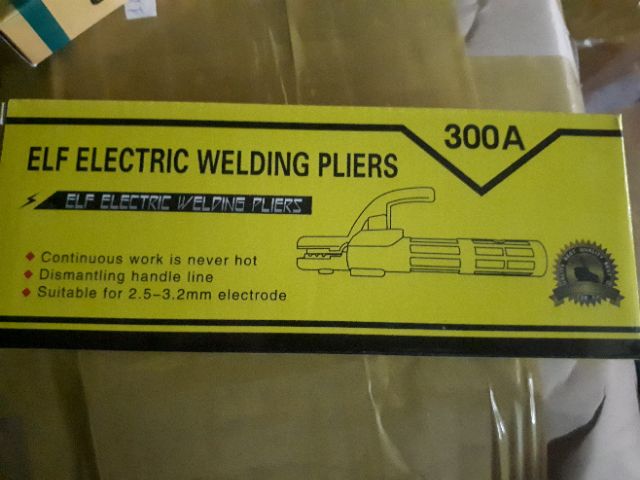 300A
ELF ELECTRIC WELDING PLIERS
ELF ELECTRIC WELDING PLIERS
Continuous work is never hot
Dismantling handle line
Suitable for 2.5-3.2mm electrode